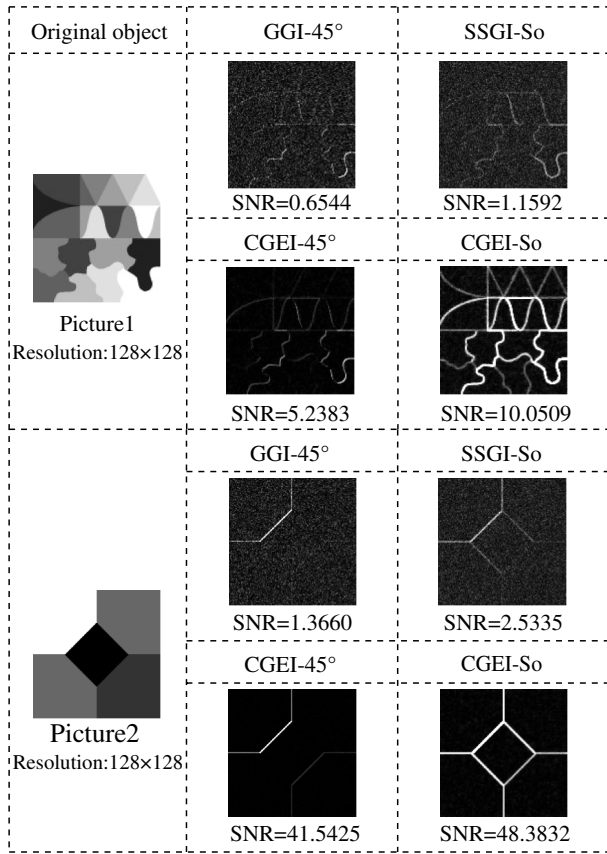 Original object
GGI-45°
SSGI-So
SNR=0.6544
SNR=1.1592
CGEI-45°
CGEI-So
Picture1
Resolution:128×128
SNR=5.2383
SNR=10.0509
GGI-45°
SSGI-So
SNR=1.3660
SNR=2.5335
CGEI-45°
CGEI-So
Picture2
Resolution:128×128
SNR=41.5425
SNR=48.3832